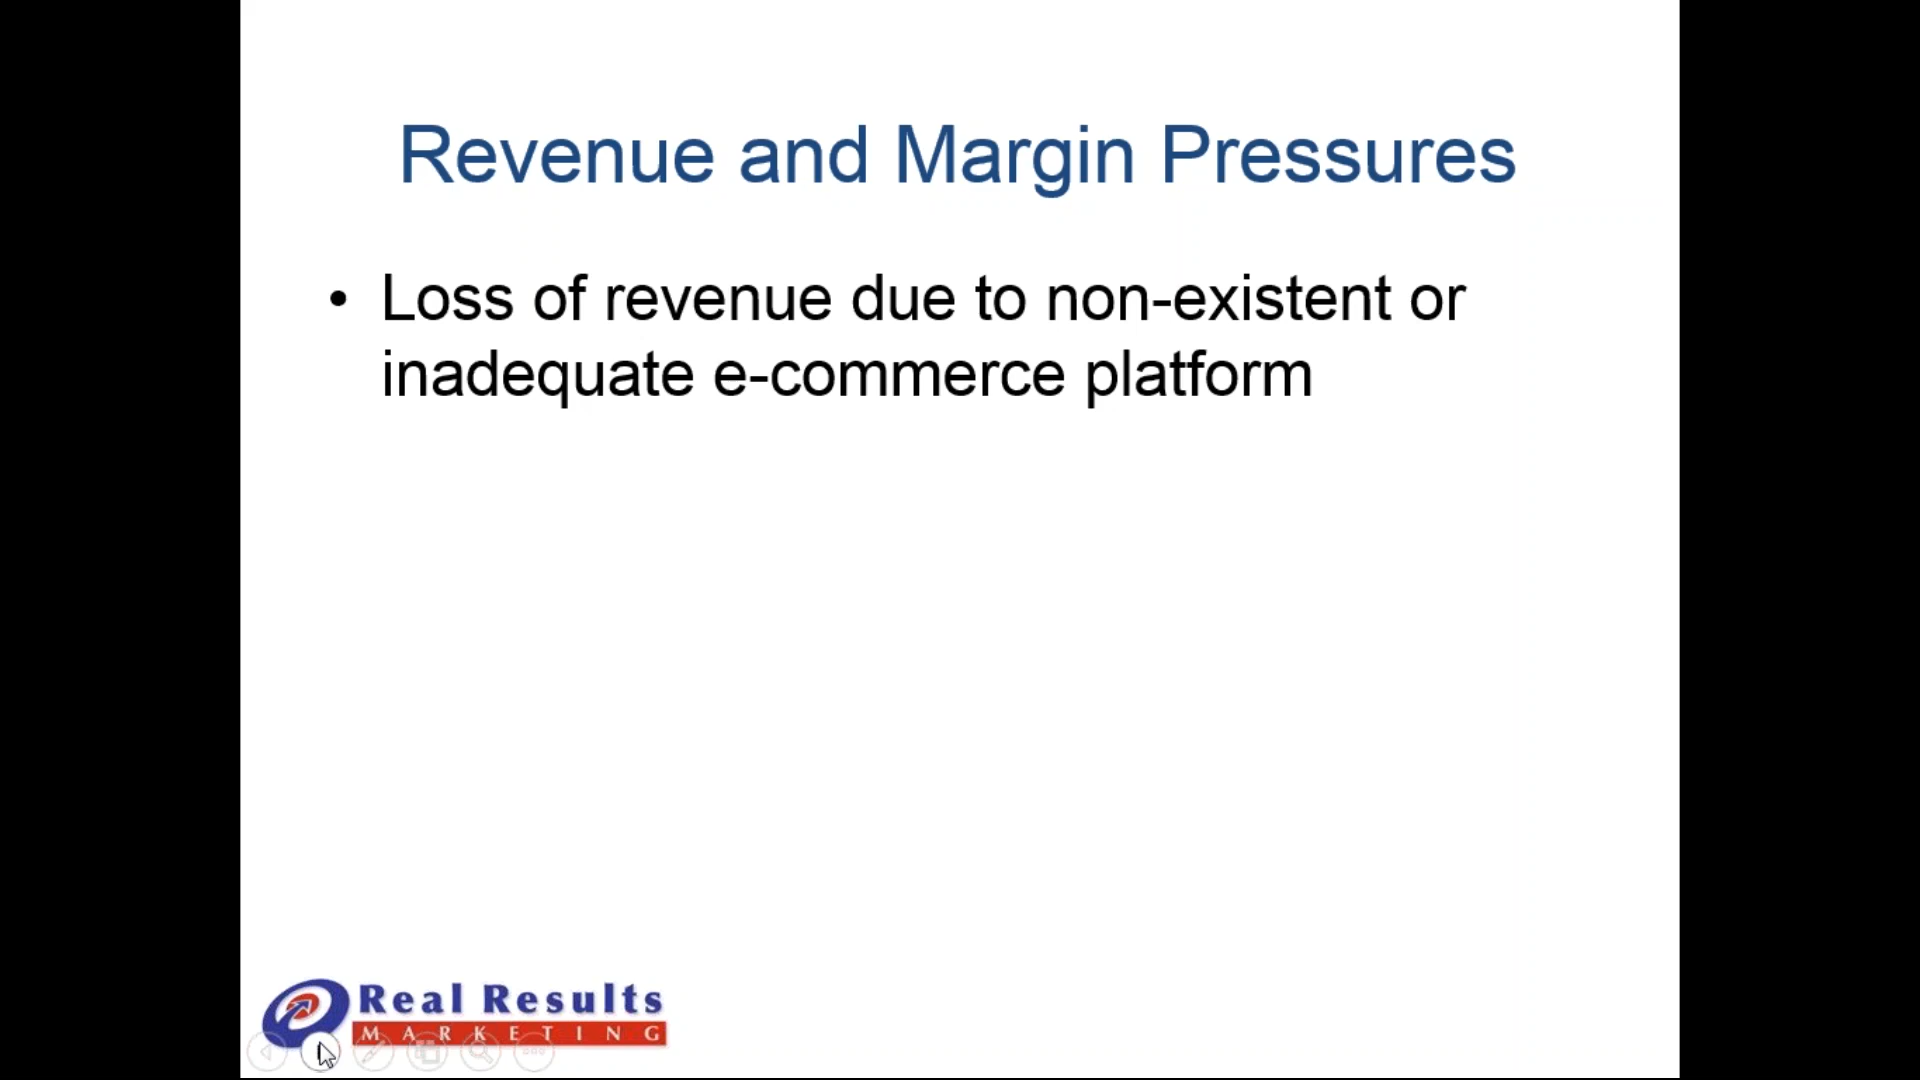 Revenue and Margin Pressures
• Loss of revenue due to non-existent or
inadequate e-commerce platform
Real Results
MARKETING